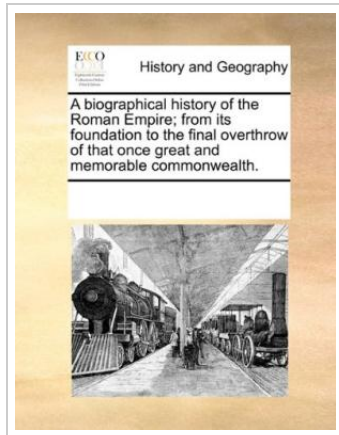 ECCO
History and Geography
A biographical history of the
Roman Empire; from its
foundation to the final overthrow
of that once great and
memorable commonwealth.